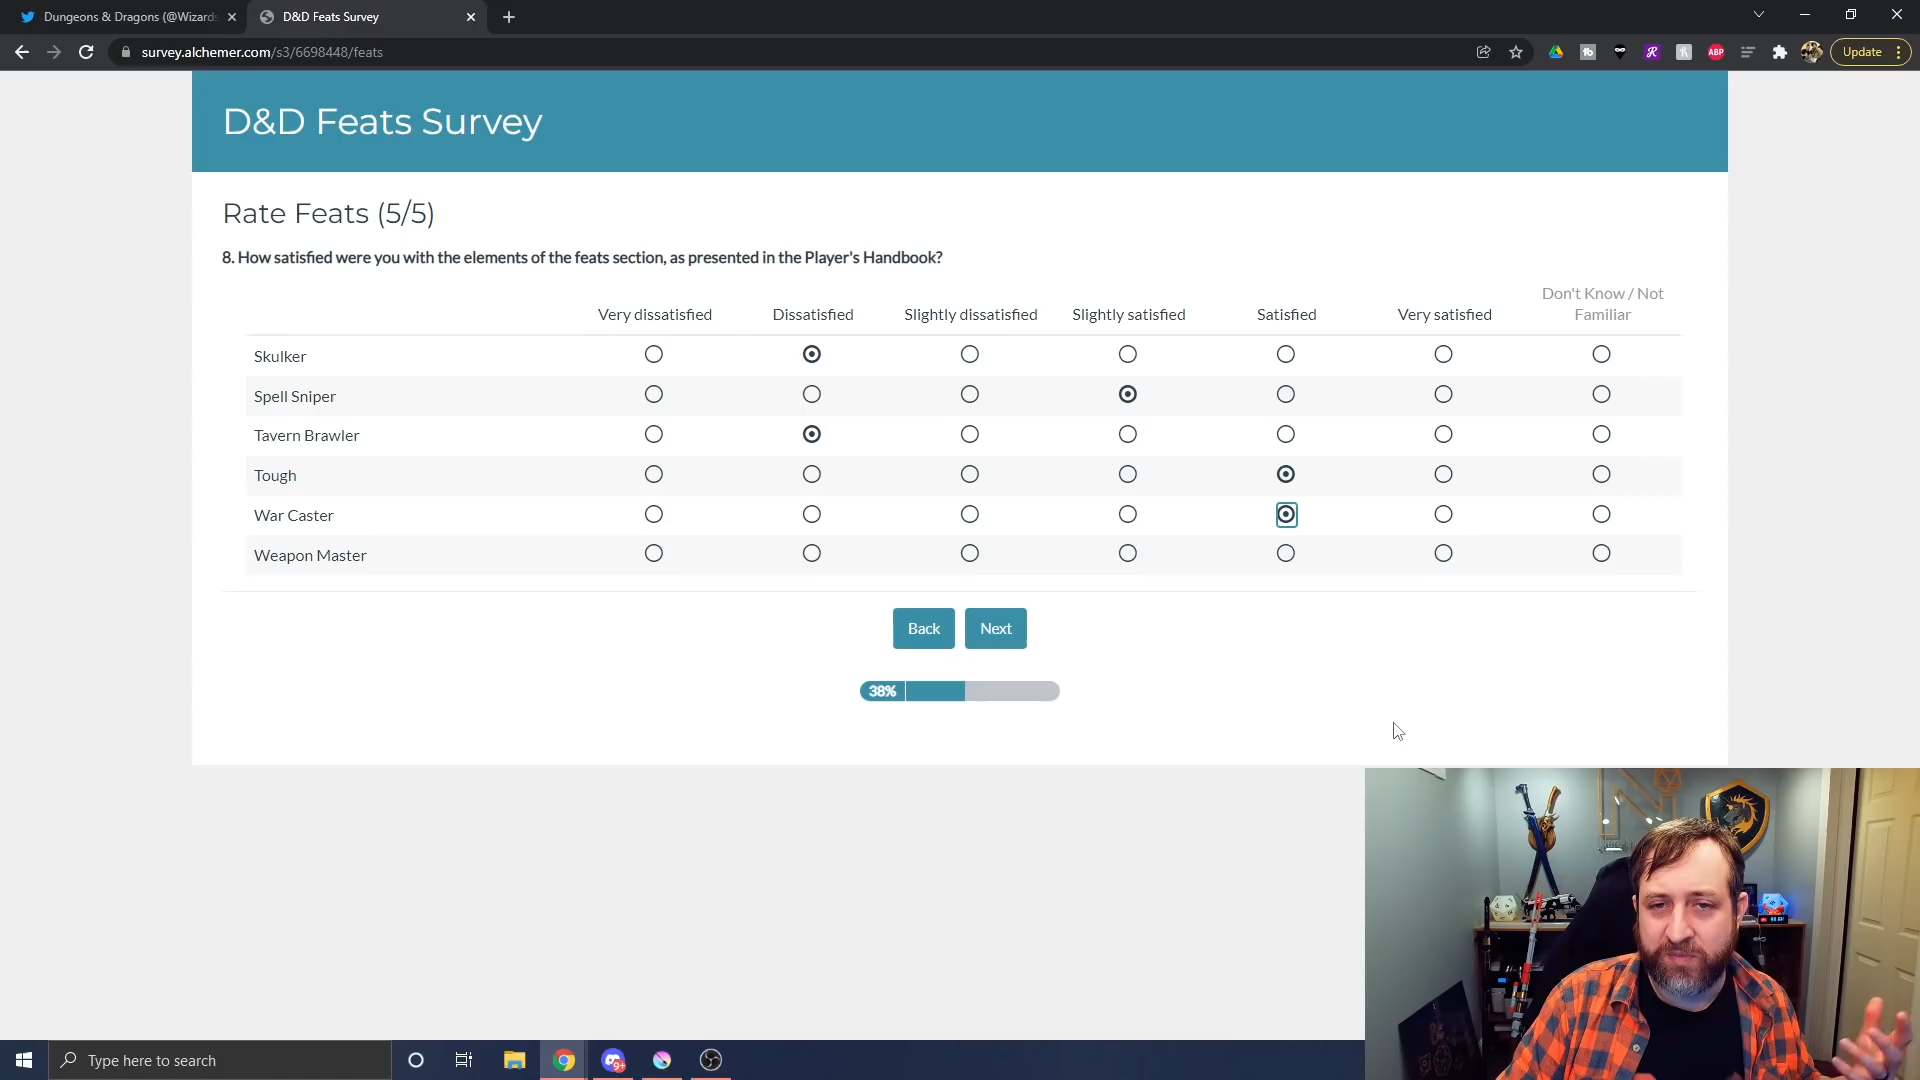 Dungeons & Dragons (@Wizards
D&D Feats Survey
survey.alchemer.com/s3/6698448/feats
ABP
Update
D&D Feats Survey
Rate Feats (5/5)
8. How satisfied were you with the elements of the feats section, as presented in the Player's Handbook?
Very dissatisfied
Dissatisfied
Slightly dissatisfied
Slightly satisfied
Satisfied
Very satisfied
Don't Know / Not
Familiar
Skulker
Spell Sniper
Tavern Brawler
Tough
War Caster
Weapon Master
Back
Next
38%
Type here to search
9+